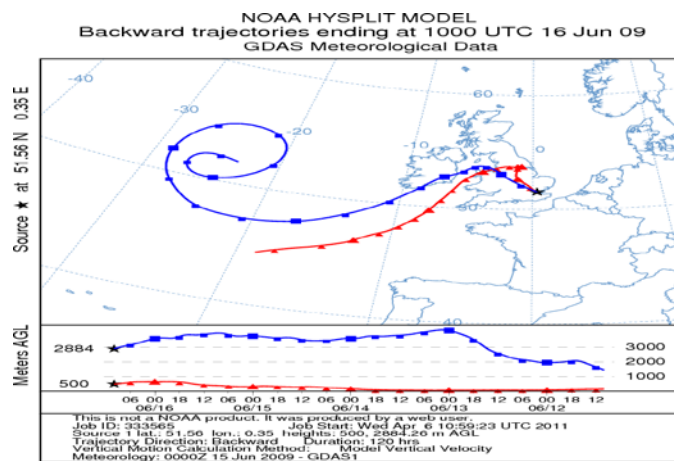 NOAA HYSPLIT MODEL
Backward trajectories ending at 1000 UTC 16 Jun 09
GDAS Meteorological Data
Source ★ at 51.56 N 0.35 E
-40
-30
-20
-10
0
60
50
40
Meters AGL
2884
500
3000
2000
1000
06 00 18 12 06 00 18 12 06 00 18 12 06 00 18 12 06 00 18 12
06/16 06/15 06/14 06/13 06/12
This is not a NOAA product. It was produced by a web user.
Job ID: 333565 Job Start: Wed Apr 6 10:59:23 UTC 2011
Source 1 lat.: 51.56 lon.: 0.35 heights: 500, 2884.26 m AGL
Trajectory Direction: Backward Duration: 120 hrs
Vertical Motion Calculation Method: Model Vertical Velocity
Meteorology: 0000Z 15 Jun 2009 - GDAS1